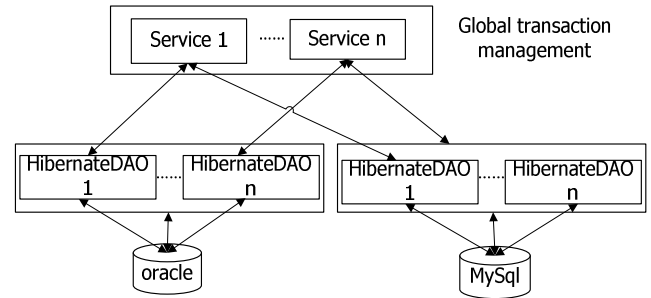 Service 1
......
Service n
Global transaction
management
HibernateDAO
1
......
HibernateDAO
n
HibernateDAO
1
......
HibernateDAO
n
oracle
MySql